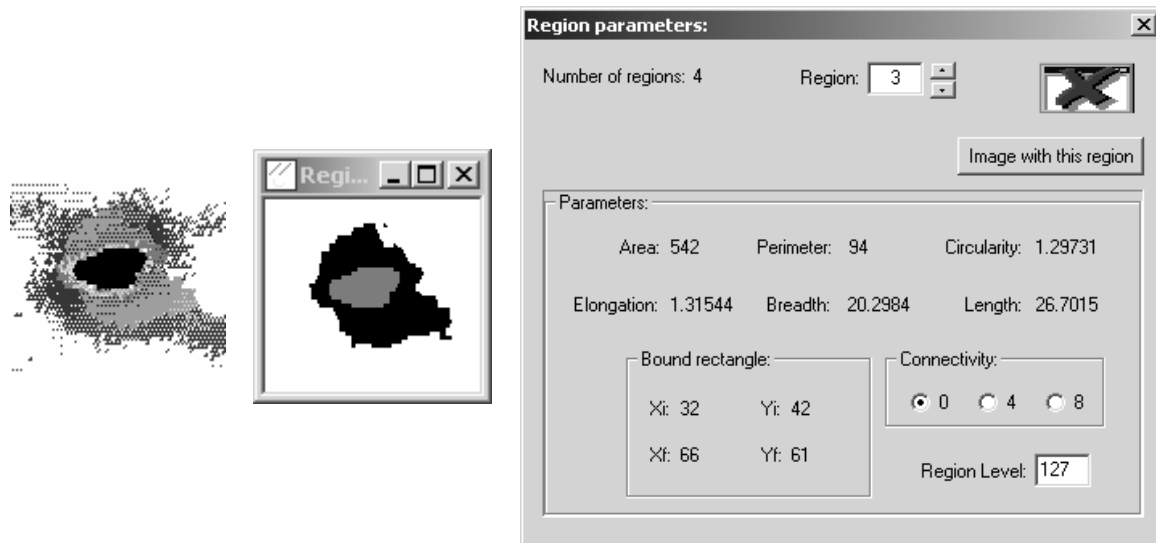 Regi...
Region parameters:
Number of regions: 4 Region: 3
Image with this region
Parameters:
Area: 542 Perimeter: 94 Circularity: 1.29731
Elongation: 1.31544 Breadth: 20.2984 Length: 26.7015
Bound rectangle: Connectivity:
Xi: 32 Yi: 42 0 4 8
Xf: 66 Yf: 61
Region Level: 127